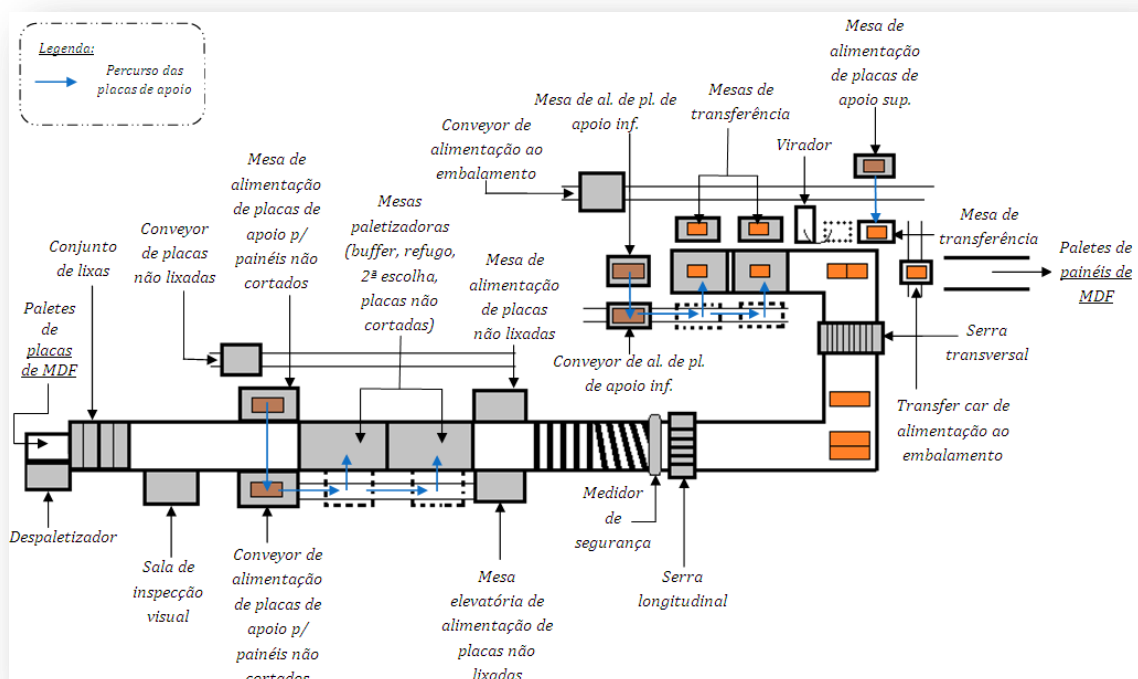 Legenda:
Percurso das
placas de apoio
Mesa de
alimentação
de placas de
apoio sup.
Mesa de al. de pl. de
apoio inf.
Mesas de
transferência
Conveyor de
alimentação ao
embalamento
Virador
Mesa de
alimentação
de placas de
apoio p/
painéis não
cortados
Mesas
paletizadoras
(buffer, refugo,
2ª escolha,
placas não
cortadas)
Conveyor
de placas
não lixadas
Conjunto
de lixas
Mesa de
alimentação
de placas
não lixadas
Mesa de
transferência
Paletes de
painéis de
MDF
Paletes
de
placas
de MDF
Conveyor de al. de pl.
de apoio inf.
Serra
transversal
Transfer car de
alimentação ao
embalamento
Despaletizador
Sala de
inspecção
visual
Conveyor de
alimentação
de placas de
apoio p/
painéis não
cortados
Mesa
elevatória de
alimentação de
placas não
lixadas
Medidor
de
segurança
Serra
longitudinal